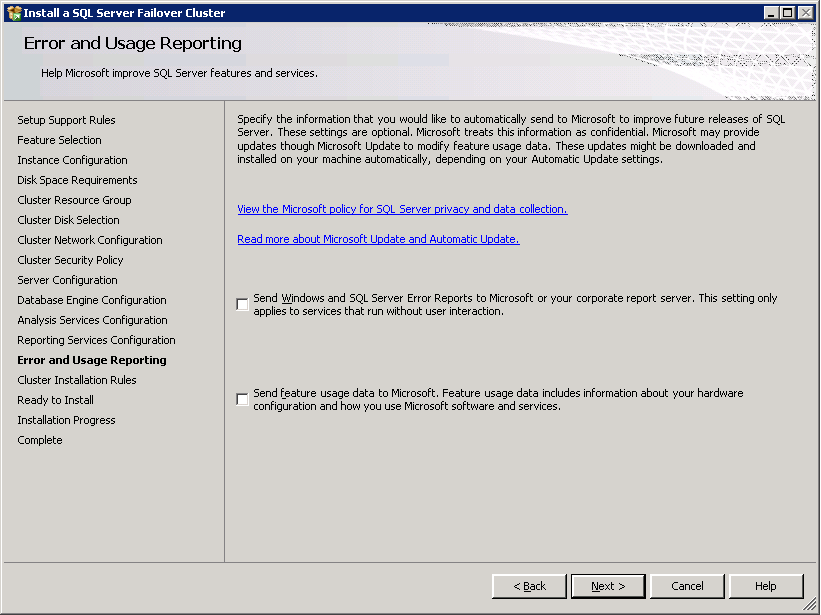 Install a SQL Server Failover Cluster
Error and Usage Reporting
Help Microsoft improve SQL Server features and services.
Setup Support Rules
Feature Selection
Instance Configuration
Disk Space Requirements
Cluster Resource Group
Cluster Disk Selection
Cluster Network Configuration
Cluster Security Policy
Server Configuration
Database Engine Configuration
Analysis Services Configuration
Reporting Services Configuration
Error and Usage Reporting
Cluster Installation Rules
Ready to Install
Installation Progress
Complete
Specify the information that you would like to automatically send to Microsoft to improve future releases of SQL
Server. These settings are optional. Microsoft treats this information as confidential. Microsoft may provide
updates though Microsoft Update to modify feature usage data. These updates might be downloaded and
installed on your machine automatically, depending on your Automatic Update settings.
View the Microsoft policy for SQL Server privacy and data collection.
Read more about Microsoft Update and Automatic Update.
Send Windows and SQL Server Error Reports to Microsoft or your corporate report server. This setting only
applies to services that run without user interaction.
Send feature usage data to Microsoft. Feature usage data includes information about your hardware
configuration and how you use Microsoft software and services.
< Back
Next >
Cancel
Help